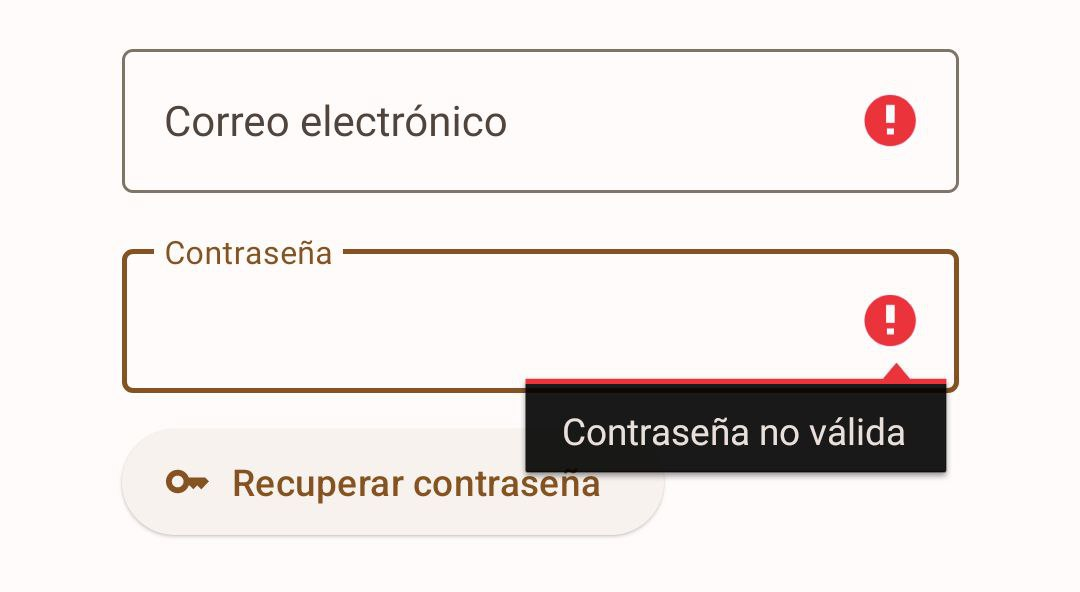 Correo electrónico
Contraseña
Contraseña no válida
Recuperar contraseña